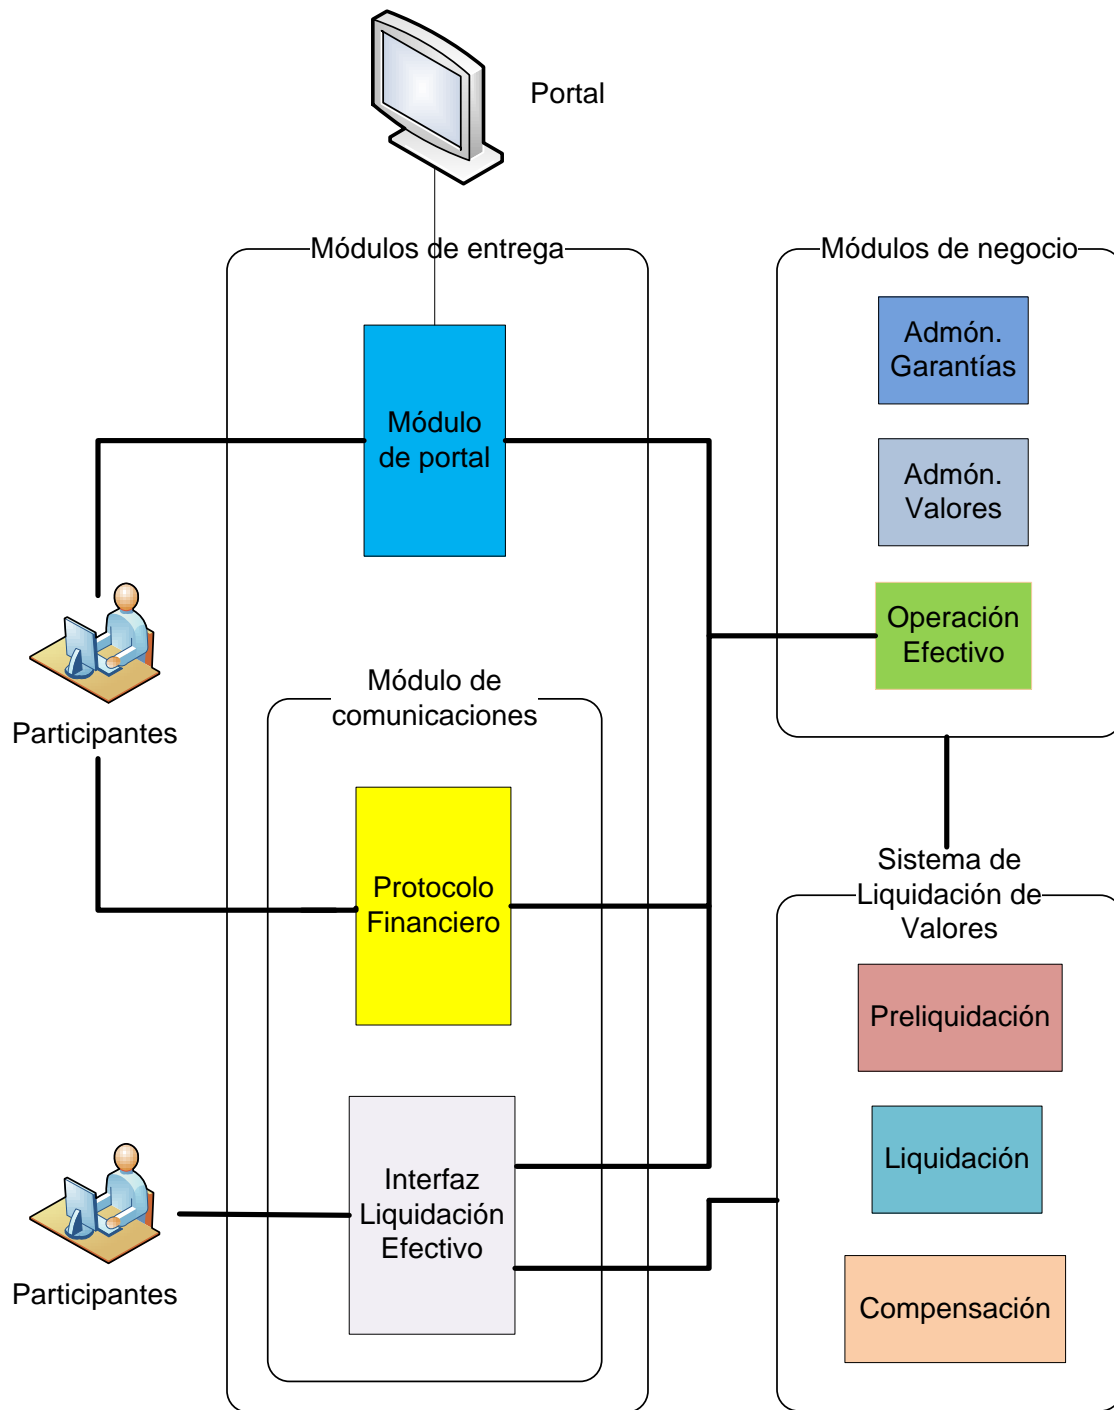 Portal
Módulos de entrega
Módulos de negocio
Admón.
Garantías
Módulo
de portal
Admón.
Valores
Operación
Efectivo
Participantes
Módulo de
comunicaciones
Protocolo
Financiero
Sistema de
Liquidación de
Valores
Preliquidación
Interfaz
Liquidación
Efectivo
Liquidación
Participantes
Compensación